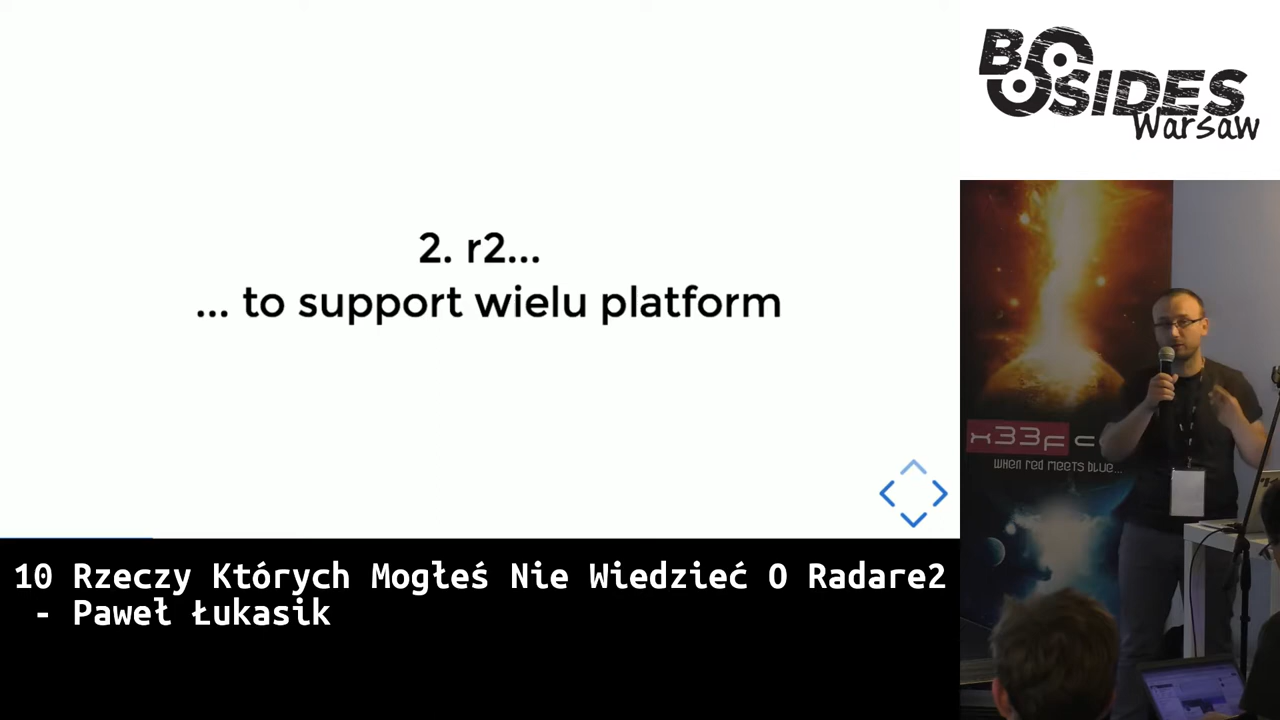 2. r2...
... to support wielu platform
BSIDES
Warsaw
x33f c
when red meets blue...
10 Rzeczy Których Mogłeś Nie Wiedzieć O Radare2
- Paweł Łukasik